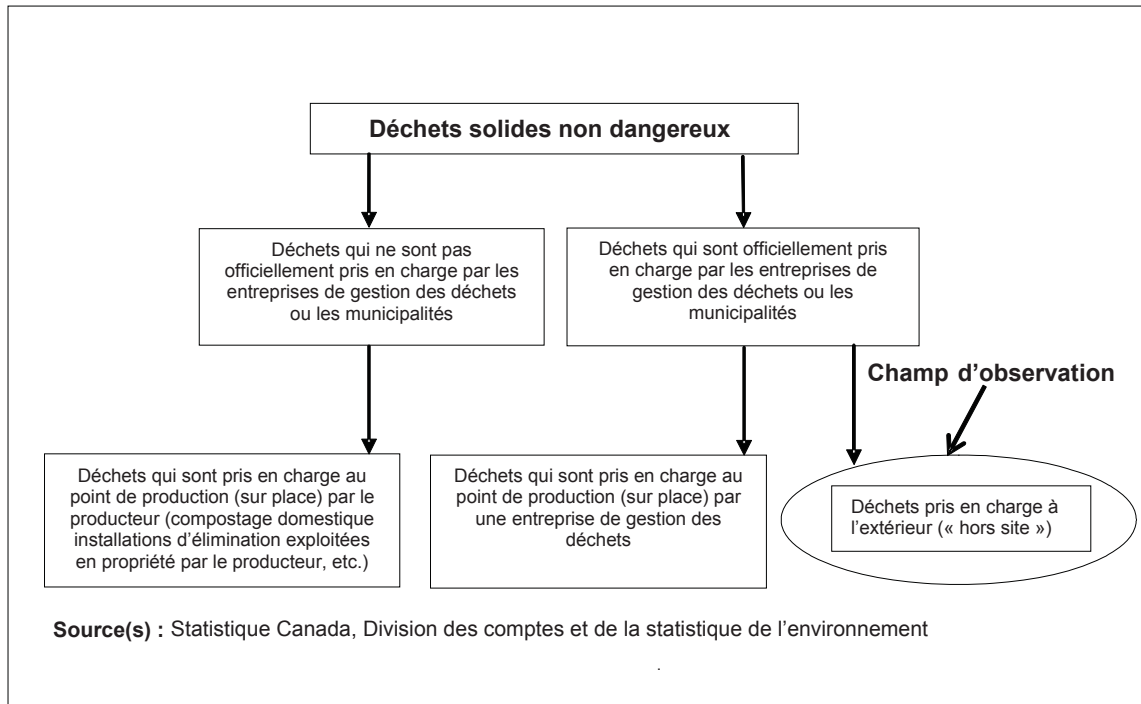 Déchets solides non dangereux
Déchets qui ne sont pas
officiellement pris en charge par les
entreprises de gestion des déchets
ou les municipalités
Déchets qui sont officiellement pris
en charge par les entreprises de
gestion des déchets ou les
municipalités
Champ d’observation
Déchets qui sont pris en charge au
point de production (sur place) par le
producteur (compostage domestique
installations d’élimination exploitées
en propriété par le producteur, etc.)
Déchets qui sont pris en charge au
point de production (sur place) par
une entreprise de gestion des
déchets
Déchets pris en charge à
l’extérieur (« hors site »)
Source(s) : Statistique Canada, Division des comptes et de la statistique de l’environnement